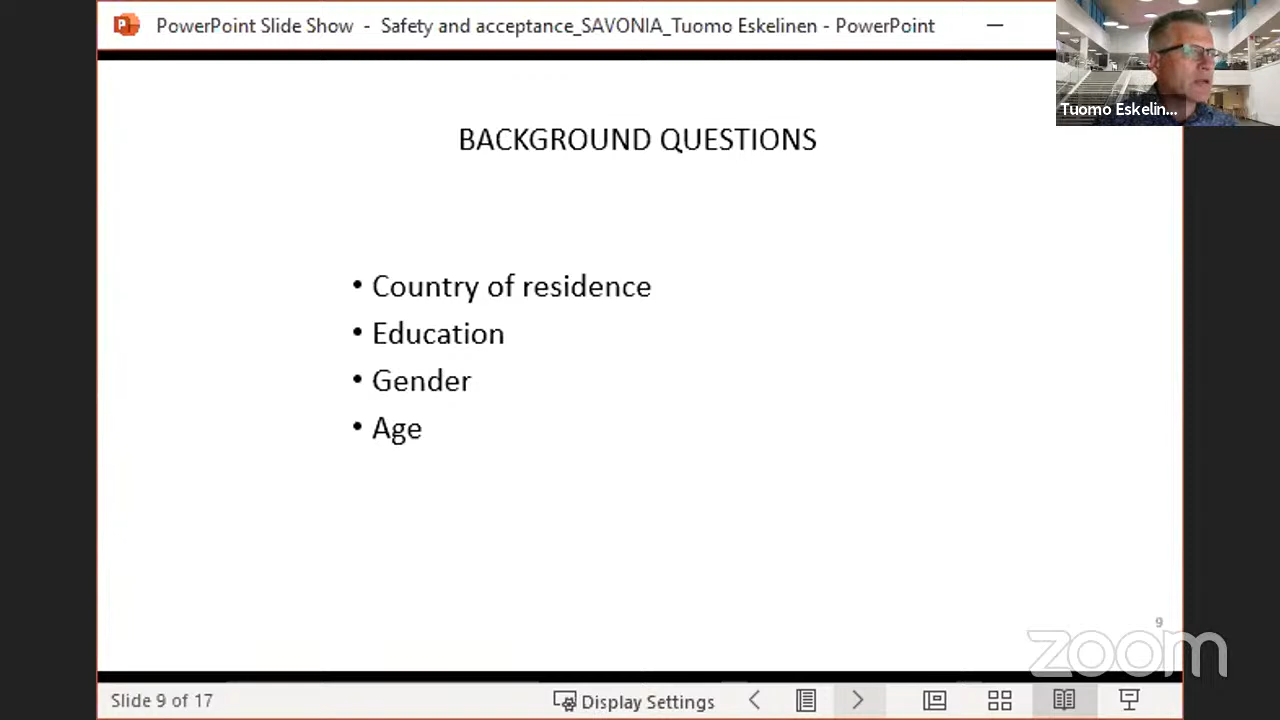 PowerPoint Slide Show - Safety and acceptance_SAVONIA_Tuomo Eskelinen - PowerPoint
Tuomo Eskelin...
BACKGROUND QUESTIONS
• Country of residence
• Education
• Gender
• Age
9
zoom
Slide 9 of 17
Display Settings